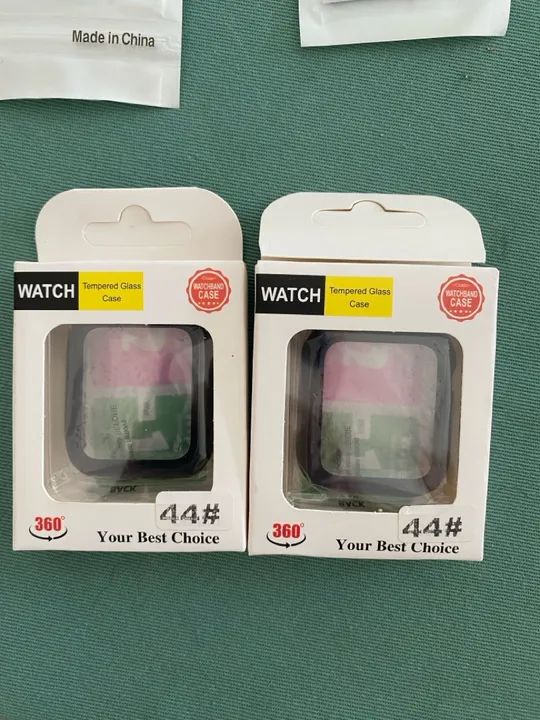 Made in China
WATCH
Tempered Glass
Case
WATCHBAND
CASE
44#
360°
Your Best Choice
WATCH
Tempered Glass
Case
WATCHBAND
CASE
44#
360°
Your Best Choice